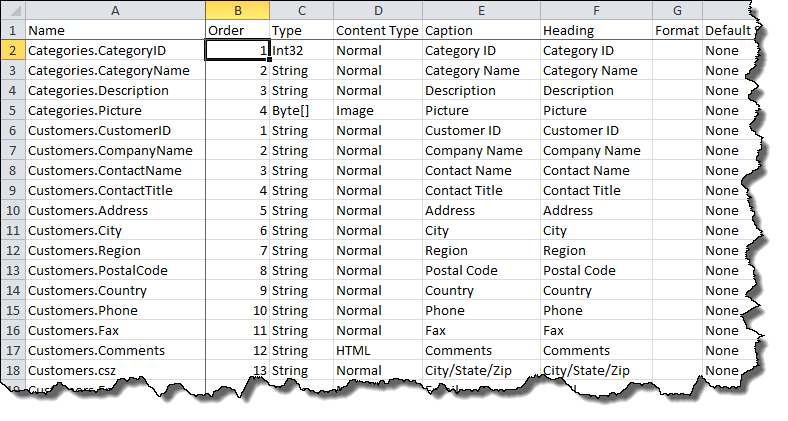 A B C D E F G H
1 Name Order Type Content Type Caption Heading Format Default
2 Categories.CategoryID 1 Int32 Normal Category ID Category ID None
3 Categories.CategoryName 2 String Normal Category Name Category Name None
4 Categories.Description 3 String Normal Description Description None
5 Categories.Picture 4 Byte[] Image Picture Picture None
6 Customers.CustomerID 1 String Normal Customer ID Customer ID None
7 Customers.CompanyName 2 String Normal Company Name Company Name None
8 Customers.ContactName 3 String Normal Contact Name Contact Name None
9 Customers.ContactTitle 4 String Normal Contact Title Contact Title None
10 Customers.Address 5 String Normal Address Address None
11 Customers.City 6 String Normal City City None
12 Customers.Region 7 String Normal Region Region None
13 Customers.PostalCode 8 String Normal Postal Code Postal Code None
14 Customers.Country 9 String Normal Country Country None
15 Customers.Phone 10 String Normal Phone Phone None
16 Customers.Fax 11 String Normal Fax Fax None
17 Customers.Comments 12 String HTML Comments Comments None
18 Customers.csz 13 String Normal City/State/Zip City/State/Zip None